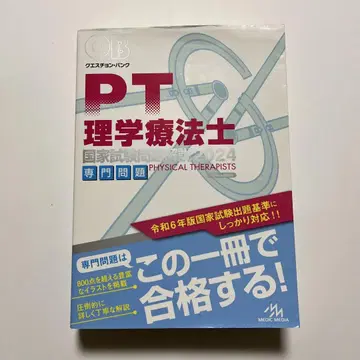 QB
クエスチョン・バンク
PT
理学療法士
国家試験問題 2024
専門問題 PHYSICAL THERAPISTS
令和6年版国家試験出題基準に
しっかり対応!!
専門問題は
この一冊で
合格する!
800点を超える豊富
なイラストを掲載
圧倒的に
詳しく丁寧な解説
MEDIC MEDIA